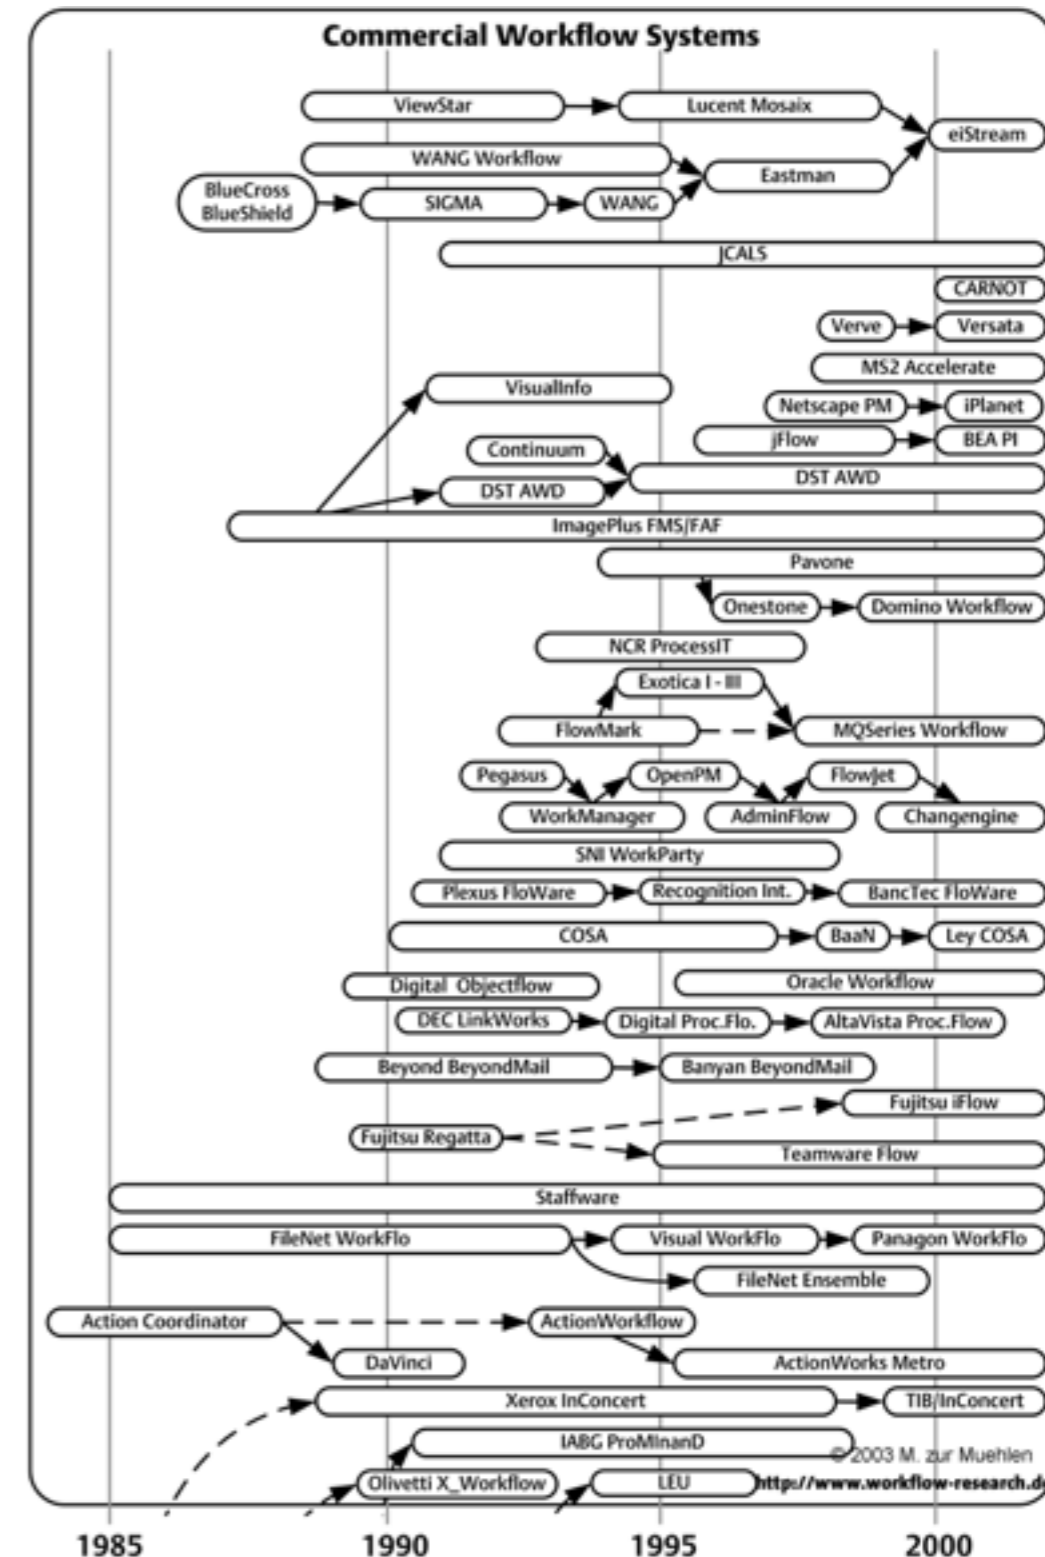 Commercial Workflow Systems
ViewStar
Lucent Mosaix
eiStream
WANG Workflow
Eastman
BlueCross
BlueShield
SIGMA
WANG
JCALS
CARNOT
Verve
Versata
MS2 Accelerate
VisualInfo
Netscape PM
iPlanet
jFlow
BEA PI
Continuum
DST AWD
DST AWD
ImagePlus FMS/FAF
Pavone
Onestone
Domino Workflow
NCR ProcessIT
Exotica I - III
FlowMark
MQSeries Workflow
Pegasus
OpenPM
FlowJet
WorkManager
AdminFlow
Changengine
SNI WorkParty
Plexus FloWare
Recognition Int.
BancTec FloWare
COSA
BaaN
Ley COSA
Digital Objectflow
Oracle Workflow
DEC LinkWorks
Digital Proc.Flo.
AltaVista Proc.Flow
Beyond BeyondMail
Banyan BeyondMail
Fujitsu iFlow
Fujitsu Regatta
Teamware Flow
Staffware
FileNet WorkFlo
Visual WorkFlo
Panagon WorkFlo
FileNet Ensemble
Action Coordinator
ActionWorkflow
DaVinci
ActionWorks Metro
Xerox InConcert
TIB/InConcert
IABG ProMInanD
© 2003 M. zur Muehlen
Olivetti X_Workflow
LEU
http://www.workflow-research.de
1985
1990
1995
2000